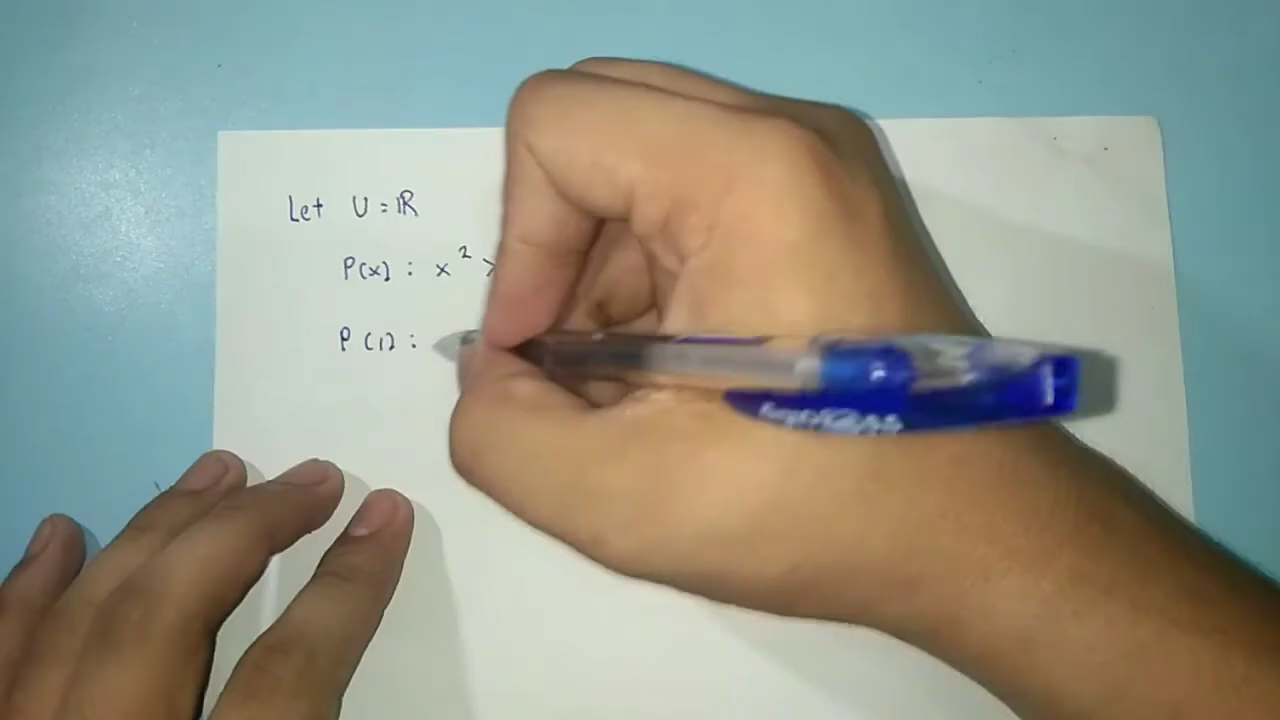 Let U = ℝ
P(x) : x² >
P(1) :